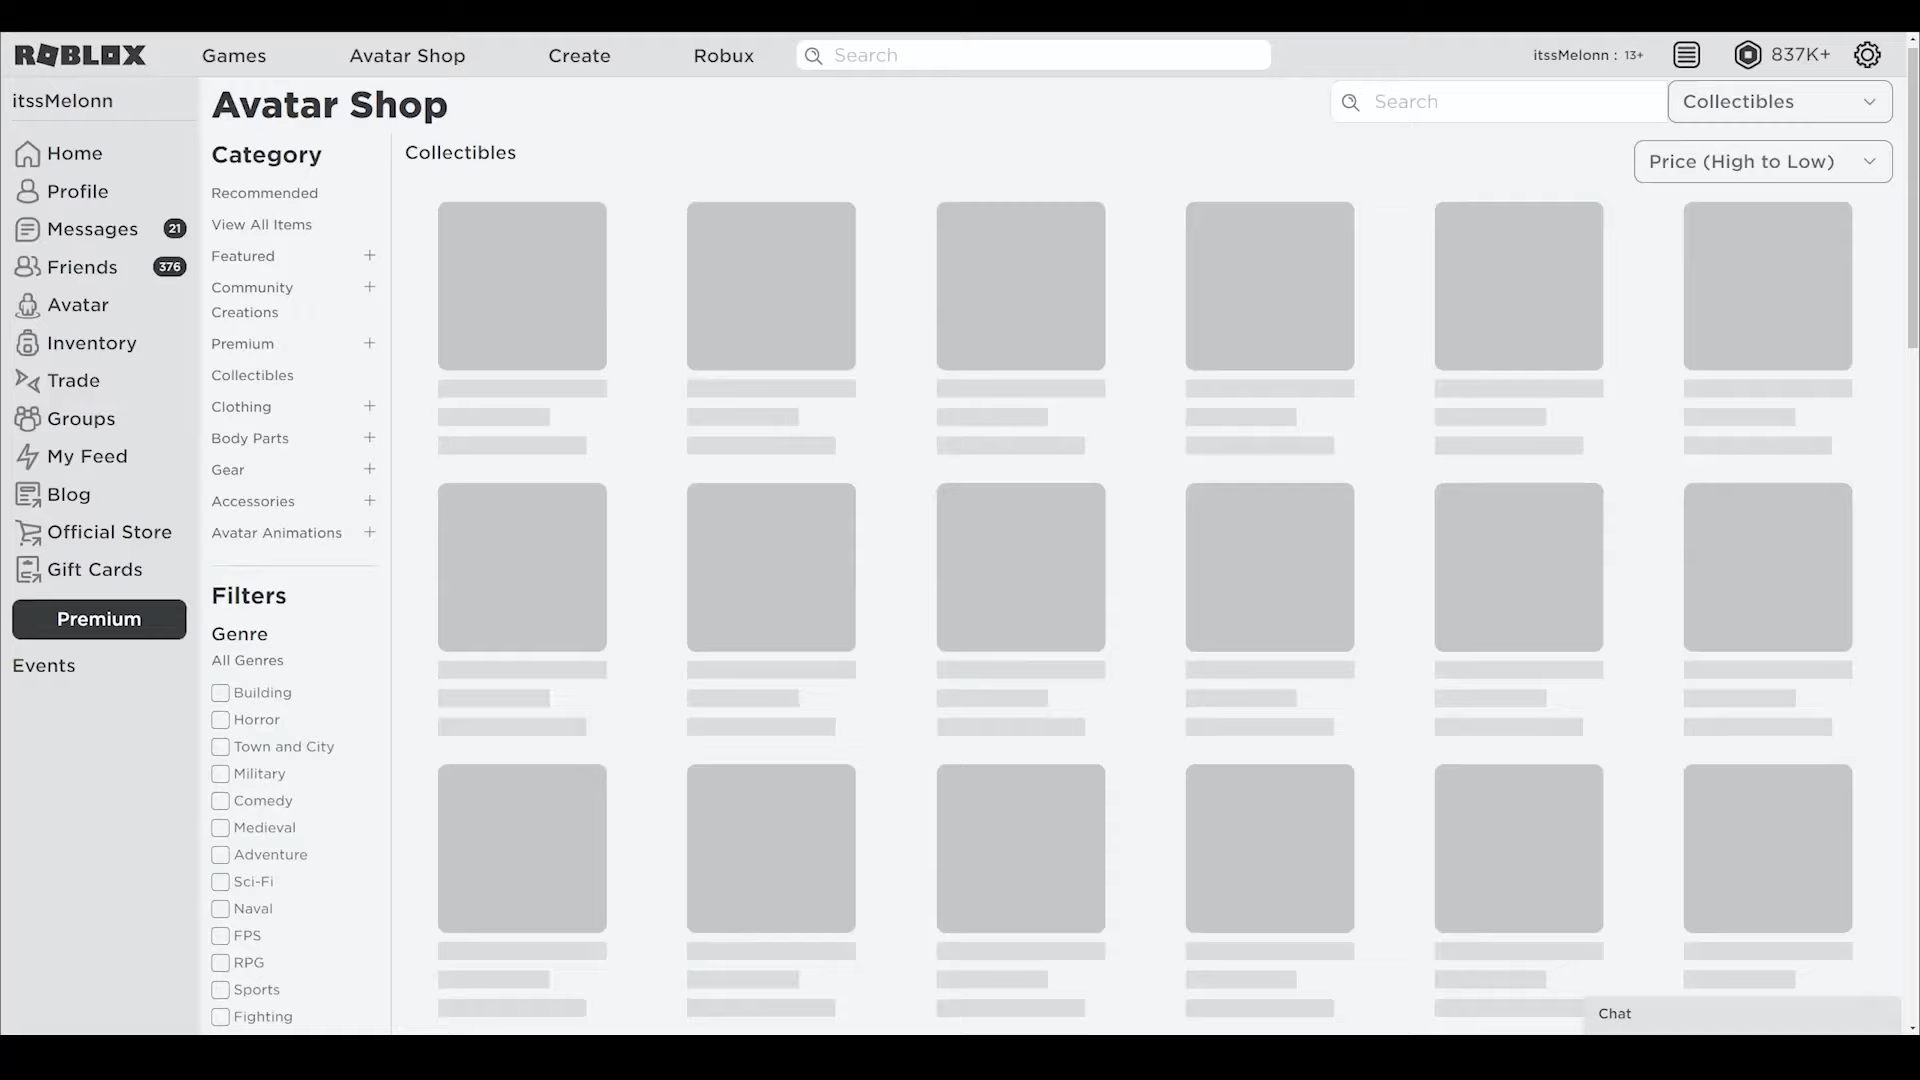 ROBLOX
Games
Avatar Shop
Create
Robux
Search
itssMelonn : 13+
837K+
itssMelonn
Home
Profile
Messages 21
Friends 376
Avatar
Inventory
Trade
Groups
My Feed
Blog
Official Store
Gift Cards
Premium
Events
Avatar Shop
Search
Collectibles
Category
Recommended
View All Items
Featured +
Community +
Creations
Premium +
Collectibles
Clothing +
Body Parts +
Gear +
Accessories +
Avatar Animations +
Filters
Genre
All Genres
Building
Horror
Town and City
Military
Comedy
Medieval
Adventure
Sci-Fi
Naval
FPS
RPG
Sports
Fighting
Collectibles
Price (High to Low)
Chat